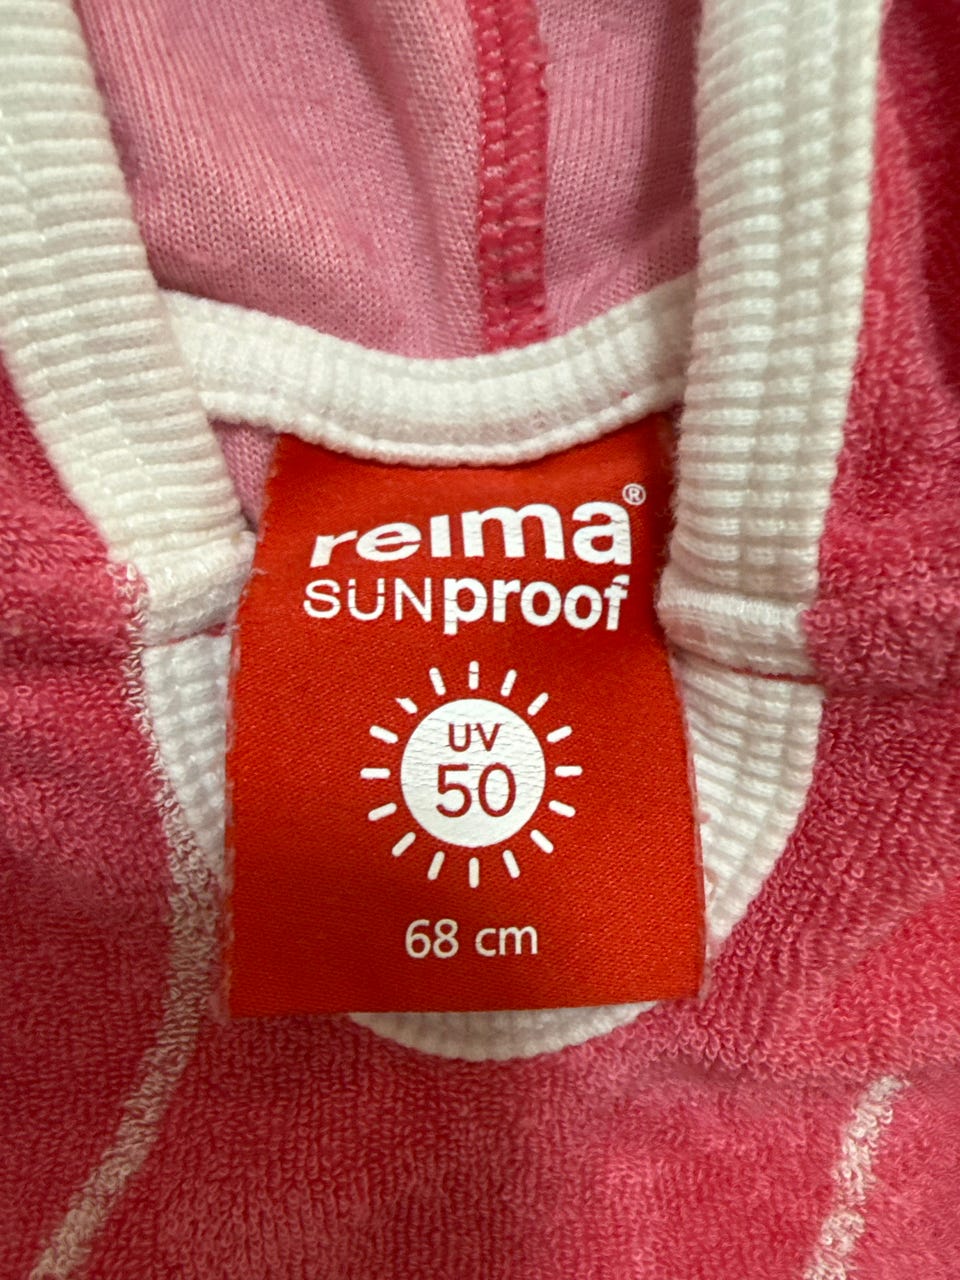 reima®
SUNproof
UV
50
68 cm